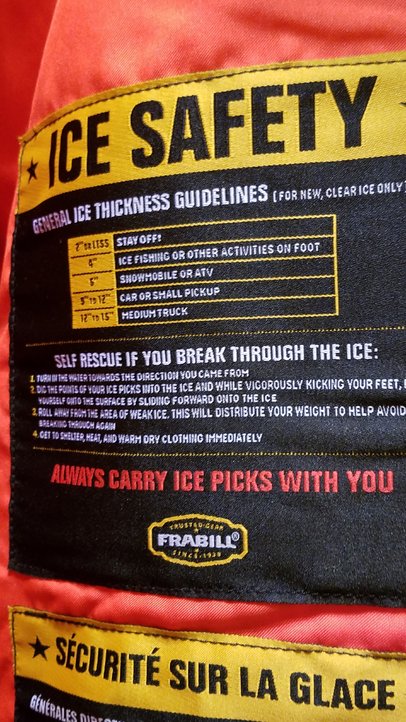 ICE SAFETY
GENERAL ICE THICKNESS GUIDELINES (FOR NEW, CLEAR ICE ONLY)
2" OR LESS STAY OFF!
4" ICE FISHING OR OTHER ACTIVITIES ON FOOT
5" SNOWMOBILE OR ATV
8" TO 12" CAR OR SMALL PICKUP
12" TO 15" MEDIUM TRUCK
SELF RESCUE IF YOU BREAK THROUGH THE ICE:
1. TURN IN THE WATER TOWARDS THE DIRECTION YOU CAME FROM
2. DIG THE POINTS OF YOUR ICE PICKS INTO THE ICE AND WHILE VIGOROUSLY KICKING YOUR FEET,
YOURSELF ONTO THE SURFACE BY SLIDING FORWARD ONTO THE ICE
3. ROLL AWAY FROM THE AREA OF WEAK ICE. THIS WILL DISTRIBUTE YOUR WEIGHT TO HELP AVOID
BREAKING THROUGH AGAIN
4. GET TO SHELTER, HEAT, AND WARM DRY CLOTHING IMMEDIATELY
ALWAYS CARRY ICE PICKS WITH YOU
TRUSTED GEAR
FRABILL®
SINCE 1938
SÉCURITÉ SUR LA GLACE
GÉNÉRALES